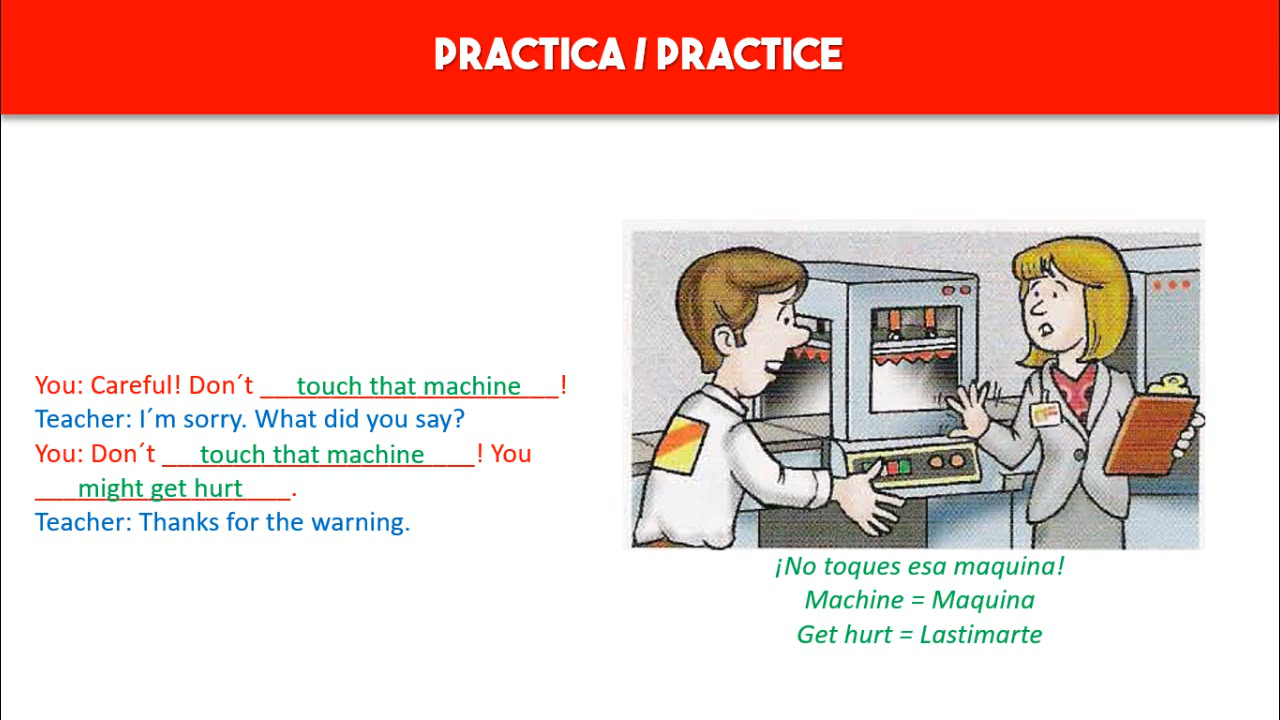 PRACTICA / PRACTICE
You: Careful! Don´t ___touch that machine___!
Teacher: I´m sorry. What did you say?
You: Don´t ___touch that machine____! You
___might get hurt____.
Teacher: Thanks for the warning.
¡No toques esa maquina!
Machine = Maquina
Get hurt = Lastimarte